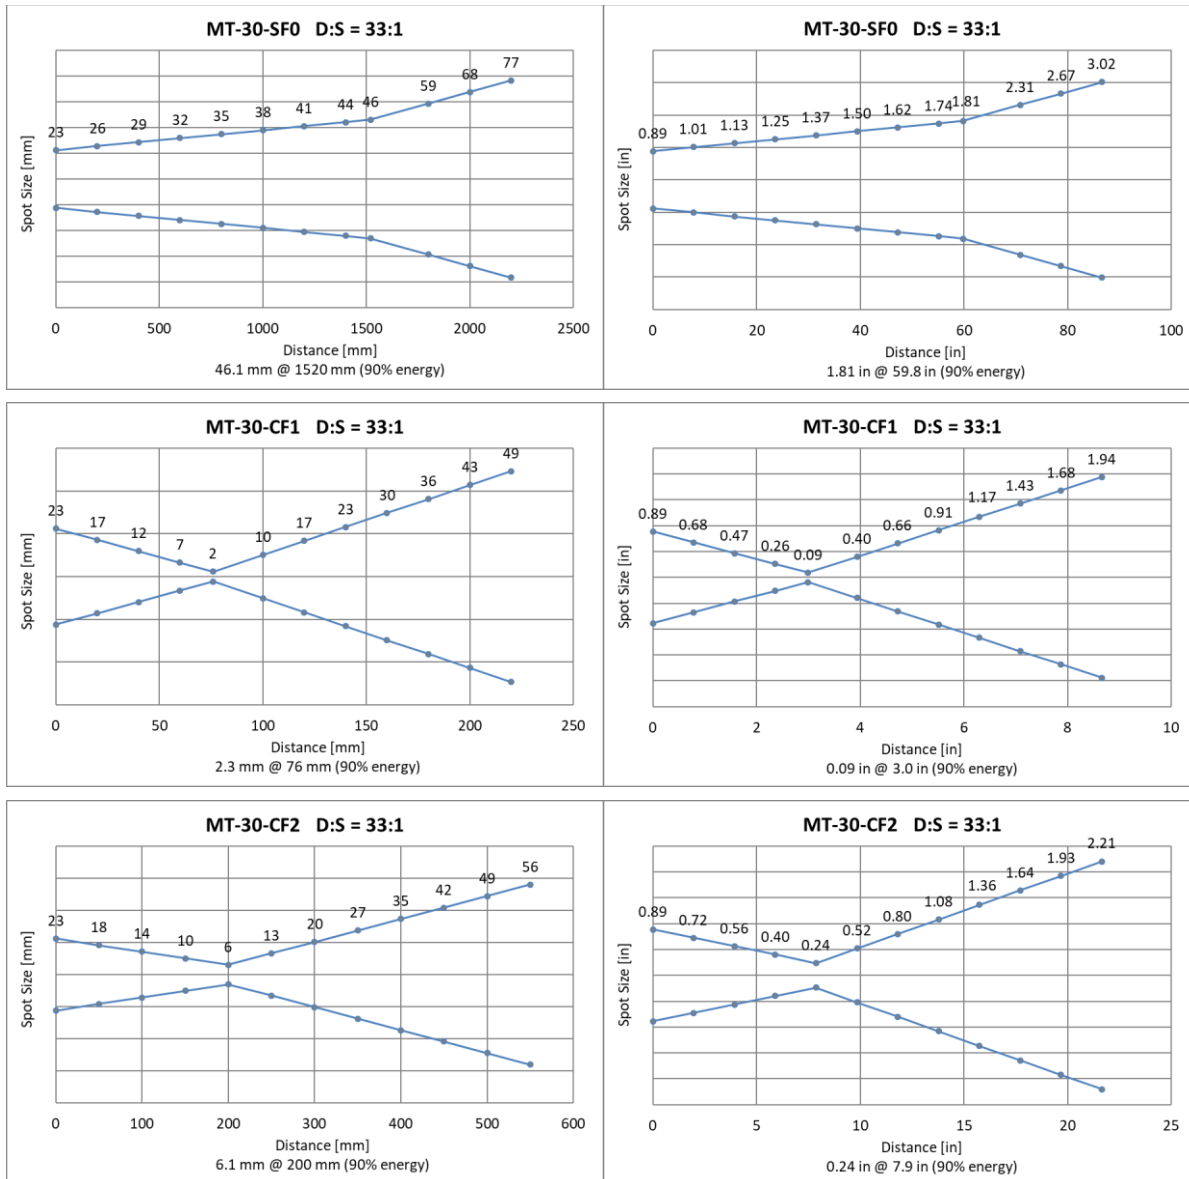 MT-30-SF0 D:S = 33:1
Spot Size [mm]
23 26 29 32 35 38 41 44 46 59 68 77
0 500 1000 1500 2000 2500
Distance [mm]
46.1 mm @ 1520 mm (90% energy)
MT-30-SF0 D:S = 33:1
Spot Size [in]
0.89 1.01 1.13 1.25 1.37 1.50 1.62 1.74 1.81 2.31 2.67 3.02
0 20 40 60 80 100
Distance [in]
1.81 in @ 59.8 in (90% energy)
MT-30-CF1 D:S = 33:1
Spot Size [mm]
23 17 12 7 2 10 17 23 30 36 43 49
0 50 100 150 200 250
Distance [mm]
2.3 mm @ 76 mm (90% energy)
MT-30-CF1 D:S = 33:1
Spot Size [in]
0.89 0.68 0.47 0.26 0.09 0.40 0.66 0.91 1.17 1.43 1.68 1.94
0 2 4 6 8 10
Distance [in]
0.09 in @ 3.0 in (90% energy)
MT-30-CF2 D:S = 33:1
Spot Size [mm]
23 18 14 10 6 13 20 27 35 42 49 56
0 100 200 300 400 500 600
Distance [mm]
6.1 mm @ 200 mm (90% energy)
MT-30-CF2 D:S = 33:1
Spot Size [in]
0.89 0.72 0.56 0.40 0.24 0.52 0.80 1.08 1.36 1.64 1.93 2.21
0 5 10 15 20 25
Distance [in]
0.24 in @ 7.9 in (90% energy)